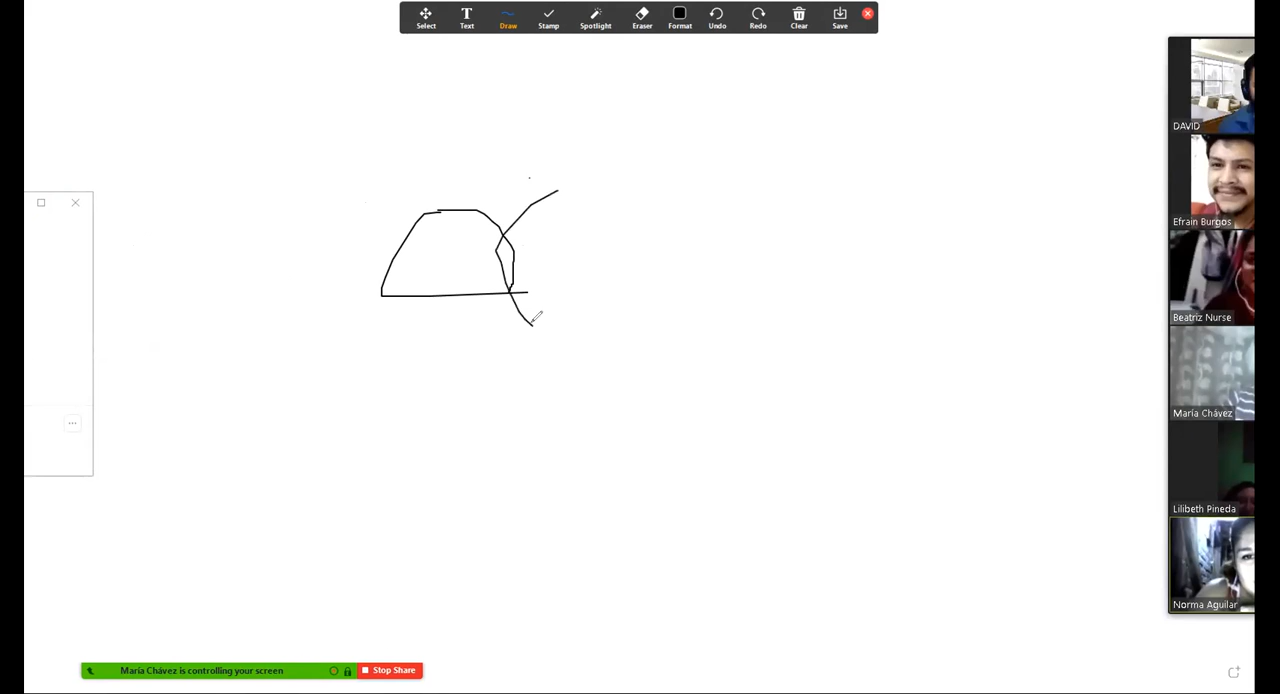 Select Text Draw Stamp Spotlight Eraser Format Undo Redo Clear Save
DAVID
Efrain Burgos
Beatriz Nurse
María Chávez
Lilibeth Pineda
Norma Aguilar
María Chávez is controlling your screen Stop Share